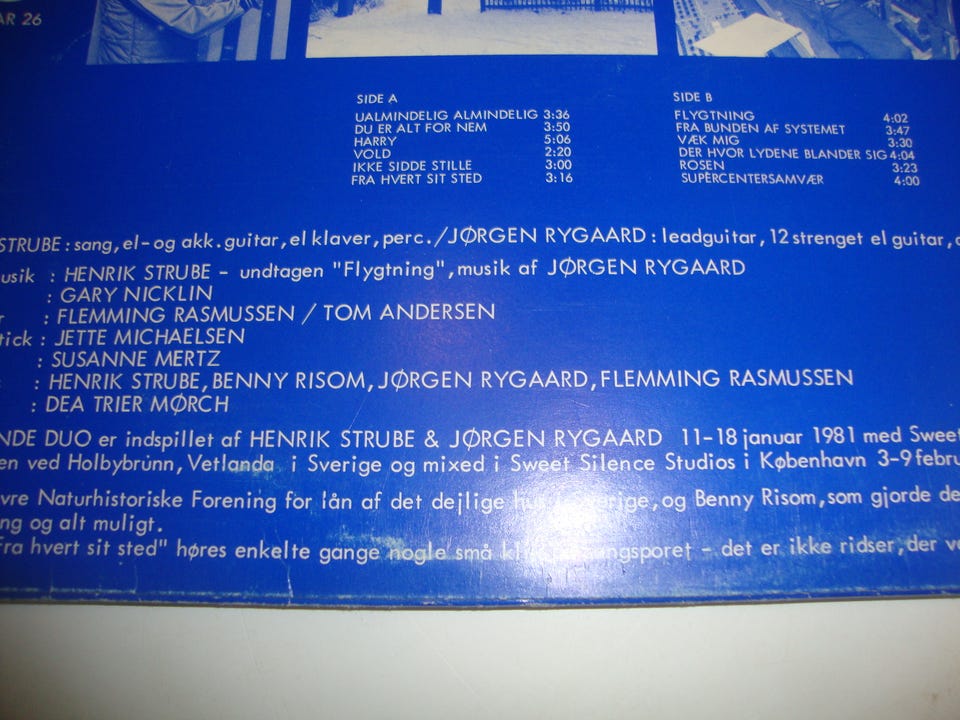 AR 26
SIDE A
UALMINDELIG ALMINDELIG 3:36
DU ER ALT FOR NEM 3:50
HARRY 5:06
VOLD 2:20
IKKE SIDDE STILLE 3:00
FRA HVERT SIT STED 3:16
SIDE B
FLYGTNING 4:02
FRA BUNDEN AF SYSTEMET 3:47
VÆK MIG 3:30
DER HVOR LYDENE BLANDER SIG 4:04
ROSEN 3:23
SUPERCENTERSAMVÆR 4:00
STRUBE: sang, el- og akk. guitar, el klaver, perc./JØRGEN RYGAARD: leadguitar, 12 strenget el guitar,
usik : HENRIK STRUBE - undtagen "Flygtning", musik af JØRGEN RYGAARD
: GARY NICKLIN
r : FLEMMING RASMUSSEN / TOM ANDERSEN
tick : JETTE MICHAELSEN
: SUSANNE MERTZ
: HENRIK STRUBE, BENNY RISOM, JØRGEN RYGAARD, FLEMMING RASMUSSEN
: DEA TRIER MØRCH
NDE DUO er indspillet af HENRIK STRUBE & JØRGEN RYGAARD 11-18 januar 1981 med Sweet
en ved Holbybrunn, Vetlanda i Sverige og mixed i Sweet Silence Studios i København 3-9 febru
vre Naturhistoriske Forening for lån af det dejlige i Sverige, og Benny Risom, som gjorde de
ng og alt muligt.
Fra hvert sit sted" høres enkelte gange nogle små - det er ikke ridser, der ve